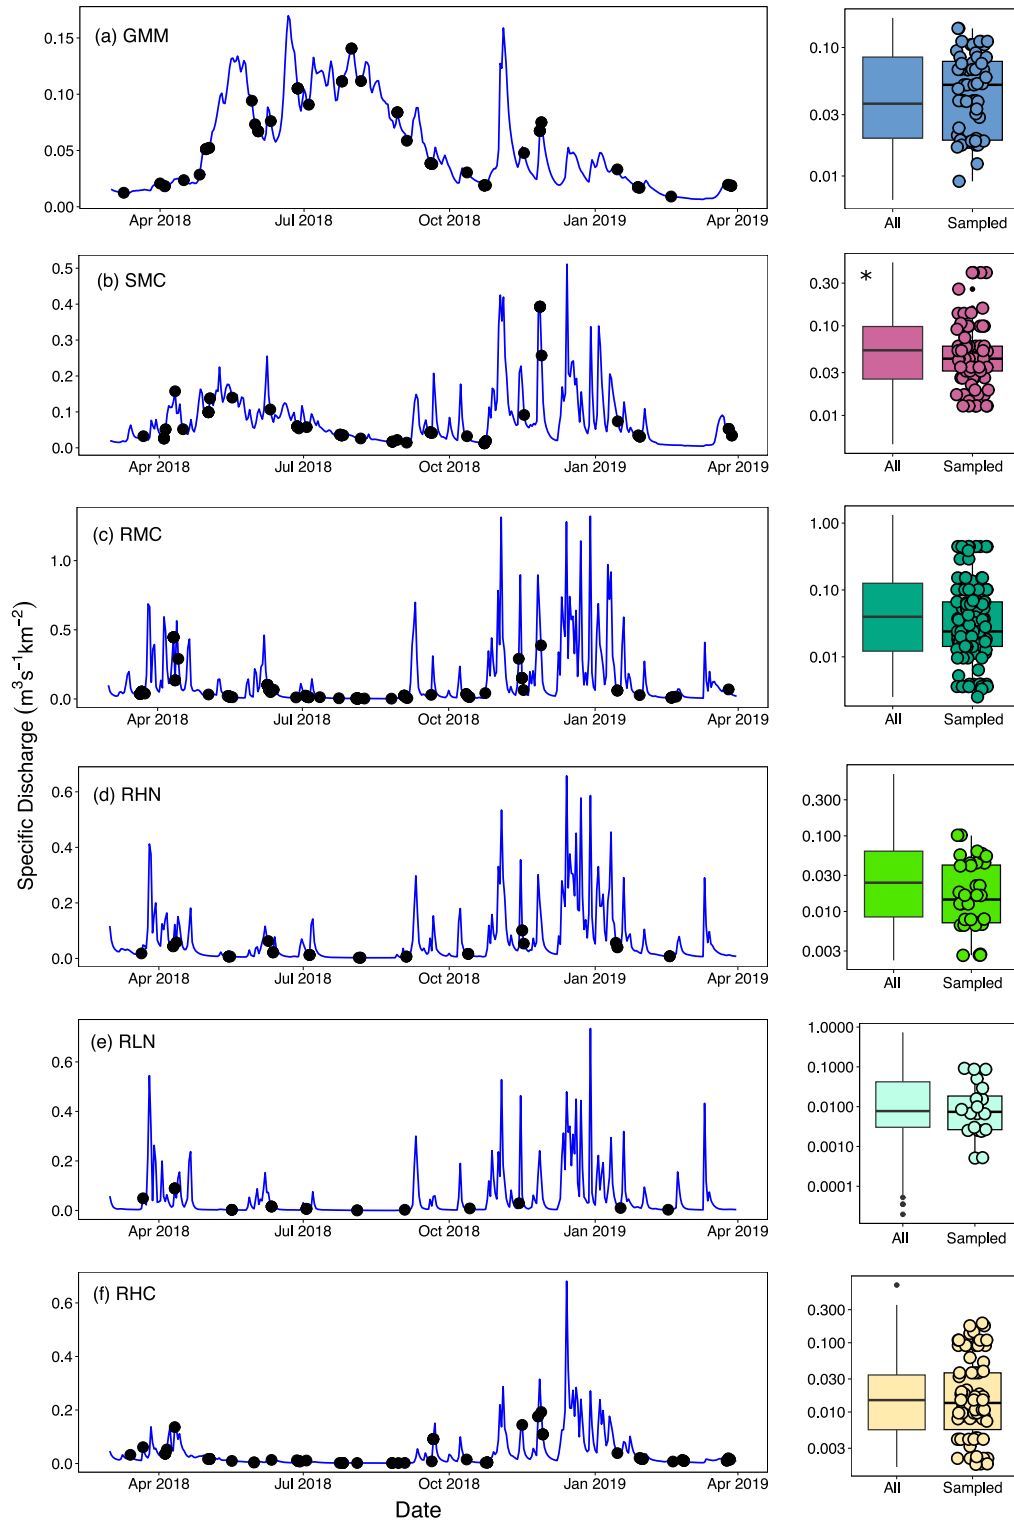 (a) GMM
0.15
0.10
0.05
0.00
Apr 2018
Jul 2018
Oct 2018
Jan 2019
Apr 2019
0.10
0.03
0.01
All
Sampled
(b) SMC
0.5
0.4
0.3
0.2
0.1
0.0
Apr 2018
Jul 2018
Oct 2018
Jan 2019
Apr 2019
*
0.30
0.10
0.03
0.01
All
Sampled
(c) RMC
1.0
0.5
0.0
Apr 2018
Jul 2018
Oct 2018
Jan 2019
Apr 2019
1.00
0.10
0.01
All
Sampled
Specific Discharge (m³s⁻¹km⁻²)
(d) RHN
0.6
0.4
0.2
0.0
Apr 2018
Jul 2018
Oct 2018
Jan 2019
Apr 2019
0.300
0.100
0.030
0.010
0.003
All
Sampled
(e) RLN
0.6
0.4
0.2
0.0
Apr 2018
Jul 2018
Oct 2018
Jan 2019
Apr 2019
1.0000
0.1000
0.0100
0.0010
0.0001
All
Sampled
(f) RHC
0.6
0.4
0.2
0.0
Apr 2018
Jul 2018
Oct 2018
Jan 2019
Apr 2019
0.300
0.100
0.030
0.010
0.003
All
Sampled
Date